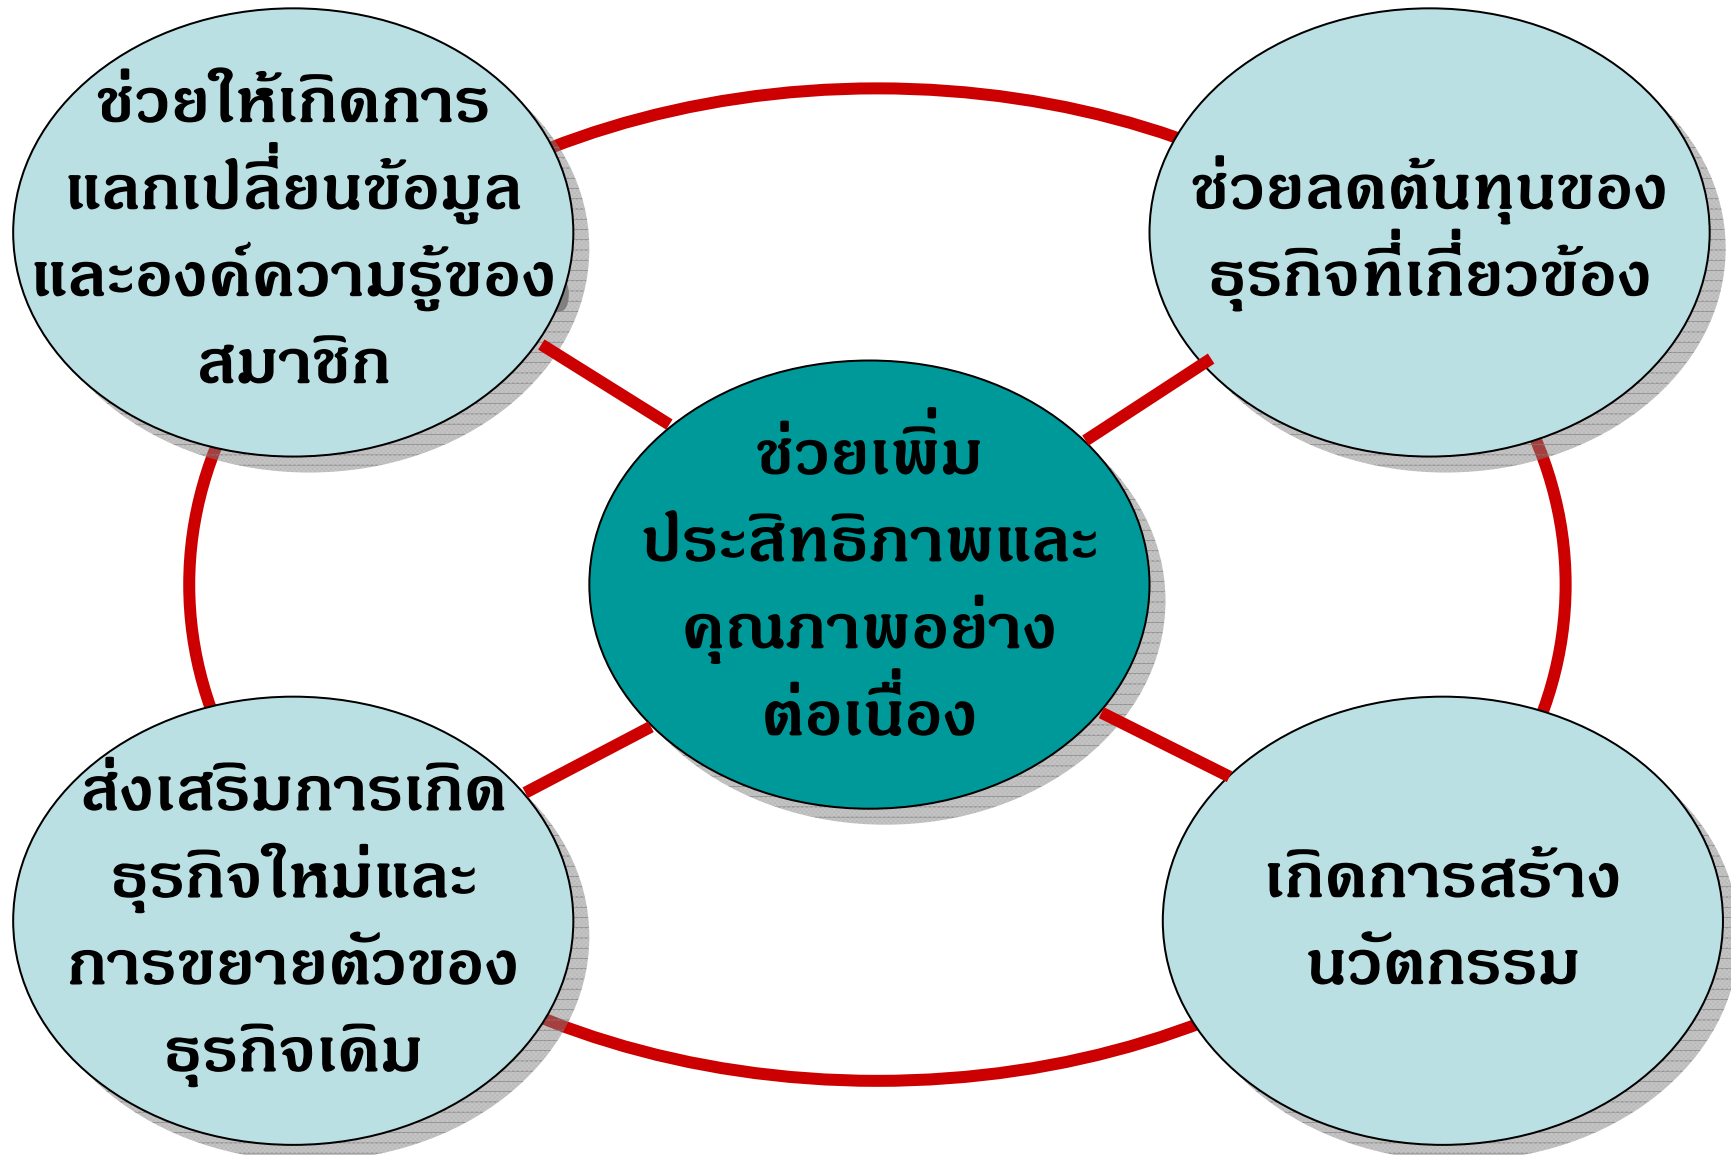 ช่วยให้เกิดการ
แลกเปลี่ยนข้อมูล
และองค์ความรู้ของ
สมาชิก
ช่วยลดต้นทุนของ
ธุรกิจที่เกี่ยวข้อง
ช่วยเพิ่ม
ประสิทธิภาพและ
คุณภาพอย่าง
ต่อเนื่อง
ส่งเสริมการเกิด
ธุรกิจใหม่และ
การขยายตัวของ
ธุรกิจเดิม
เกิดการสร้าง
นวัตกรรม